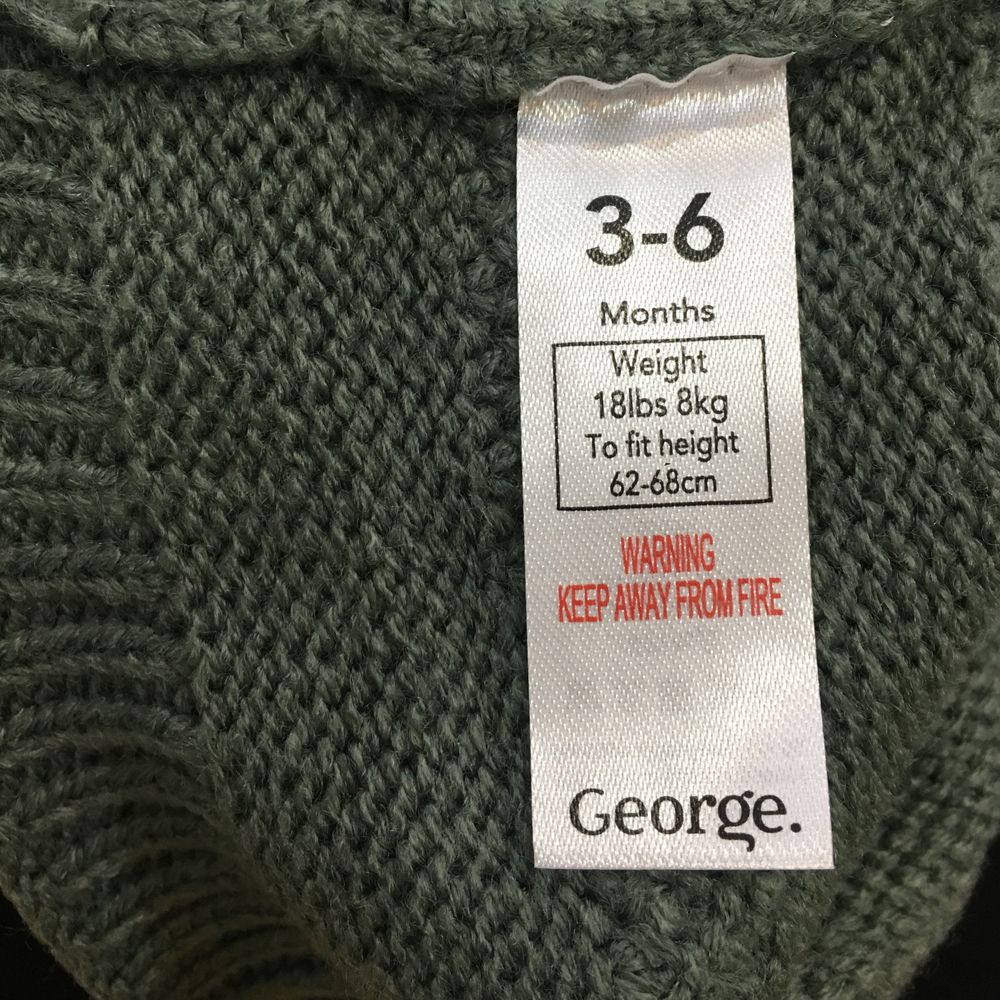 3-6
Months
Weight
18lbs 8kg
To fit height
62-68cm
WARNING
KEEP AWAY FROM FIRE
George.